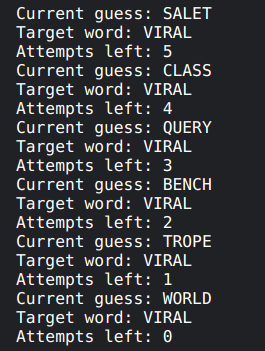 Current guess: SALET
Target word: VIRAL
Attempts left: 5
Current guess: CLASS
Target word: VIRAL
Attempts left: 4
Current guess: QUERY
Target word: VIRAL
Attempts left: 3
Current guess: BENCH
Target word: VIRAL
Attempts left: 2
Current guess: TROPE
Target word: VIRAL
Attempts left: 1
Current guess: WORLD
Target word: VIRAL
Attempts left: 0